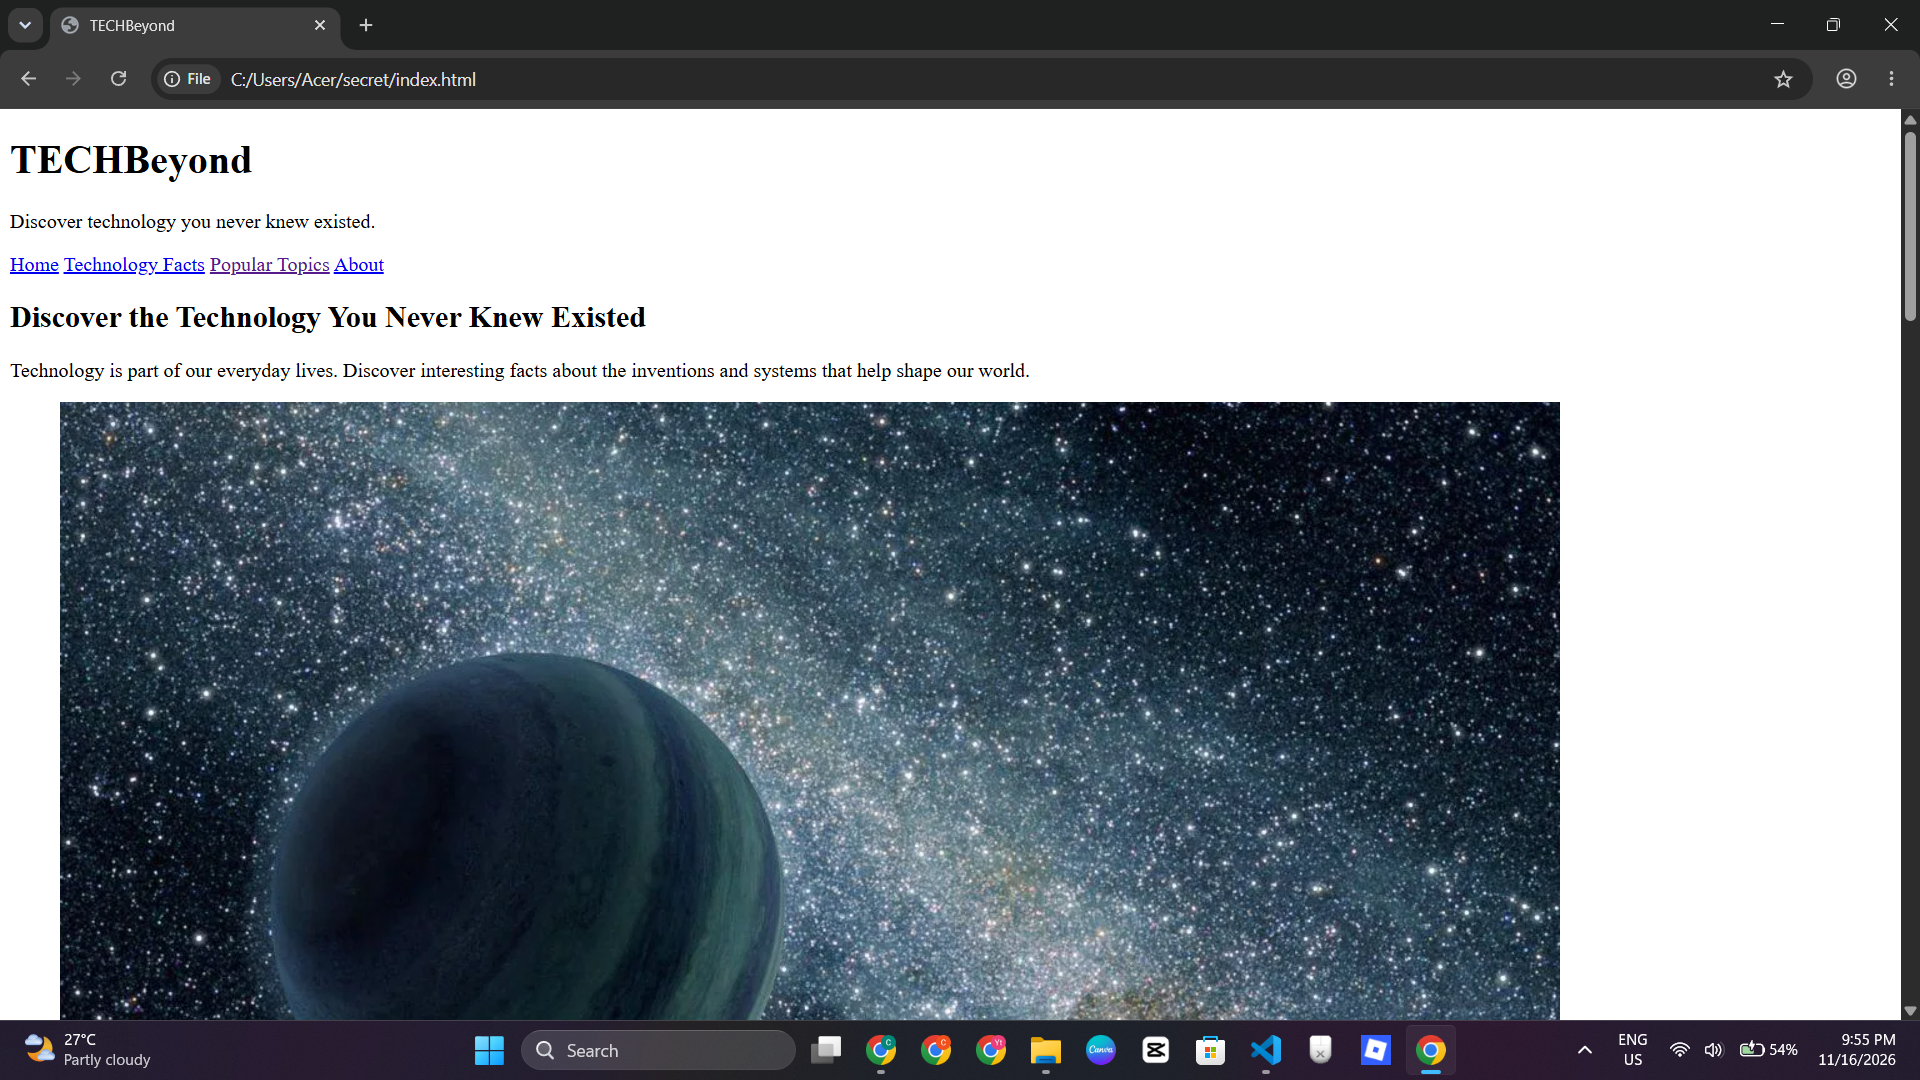 TECHBeyond
File
C:/Users/Acer/secret/index.html
TECHBeyond
Discover technology you never knew existed.
Home Technology Facts Popular Topics About
Discover the Technology You Never Knew Existed
Technology is part of our everyday lives. Discover interesting facts about the inventions and systems that help shape our world.
27°C
Partly cloudy
Search
C
C
Yt
Canva
ENG
US
54%
9:55 PM
11/16/2026